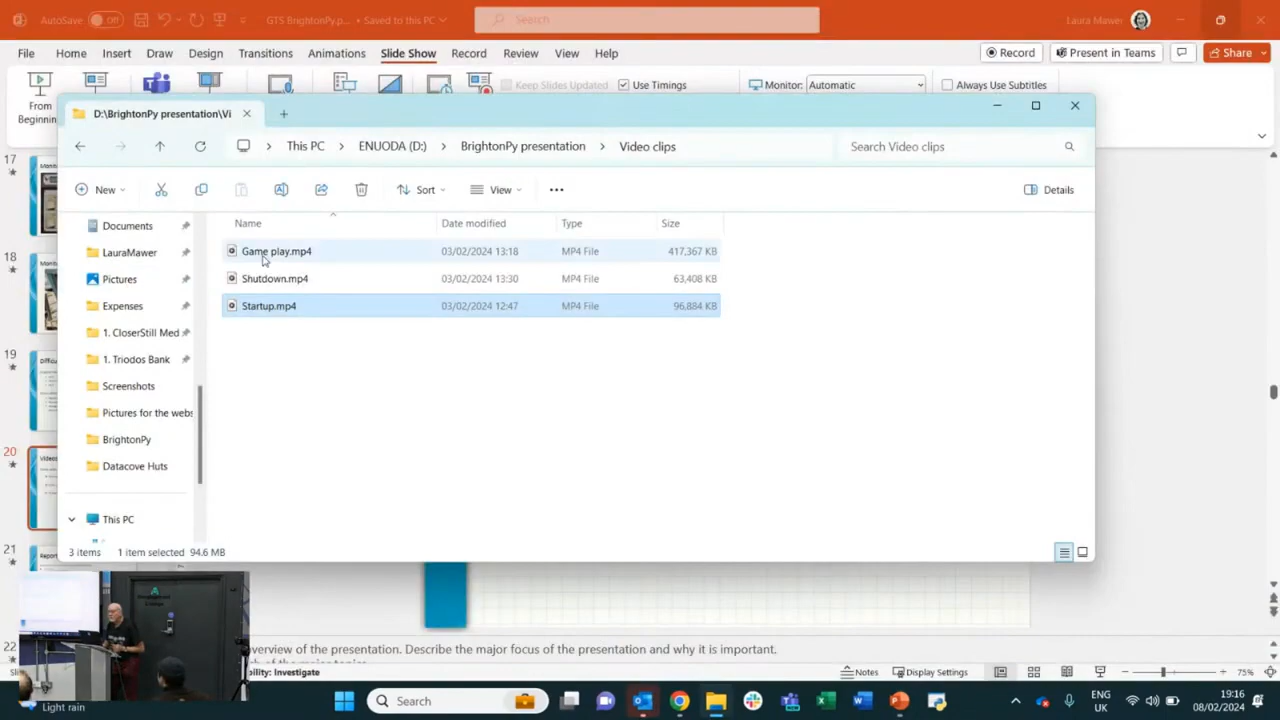 AutoSave Off GTS BrightonPy.p... • Saved to this PC Search Laura Mawer
File Home Insert Draw Design Transitions Animations Slide Show Record Review View Help Record Present in Teams Share
From Beginnin Keep Slides Updated Use Timings Monitor: Automatic Always Use Subtitles
D:\BrightonPy presentation\Vi
This PC ENUODA (D:) BrightonPy presentation Video clips Search Video clips
New Sort View Details
Name Date modified Type Size
Game play.mp4 03/02/2024 13:18 MP4 File 417,367 KB
Shutdown.mp4 03/02/2024 13:30 MP4 File 63,408 KB
Startup.mp4 03/02/2024 12:47 MP4 File 96,884 KB
Documents
LauraMawer
Pictures
Expenses
1. CloserStill Med
1. Triodos Bank
Screenshots
Pictures for the webs
BrightonPy
Datacove Huts
This PC
3 items 1 item selected 94.6 MB
17
18
19
20
21
22
verview of the presentation. Describe the major focus of the presentation and why it is important.
bility: Investigate Notes Display Settings 75%
Search ENG UK 19:16 08/02/2024
Light rain